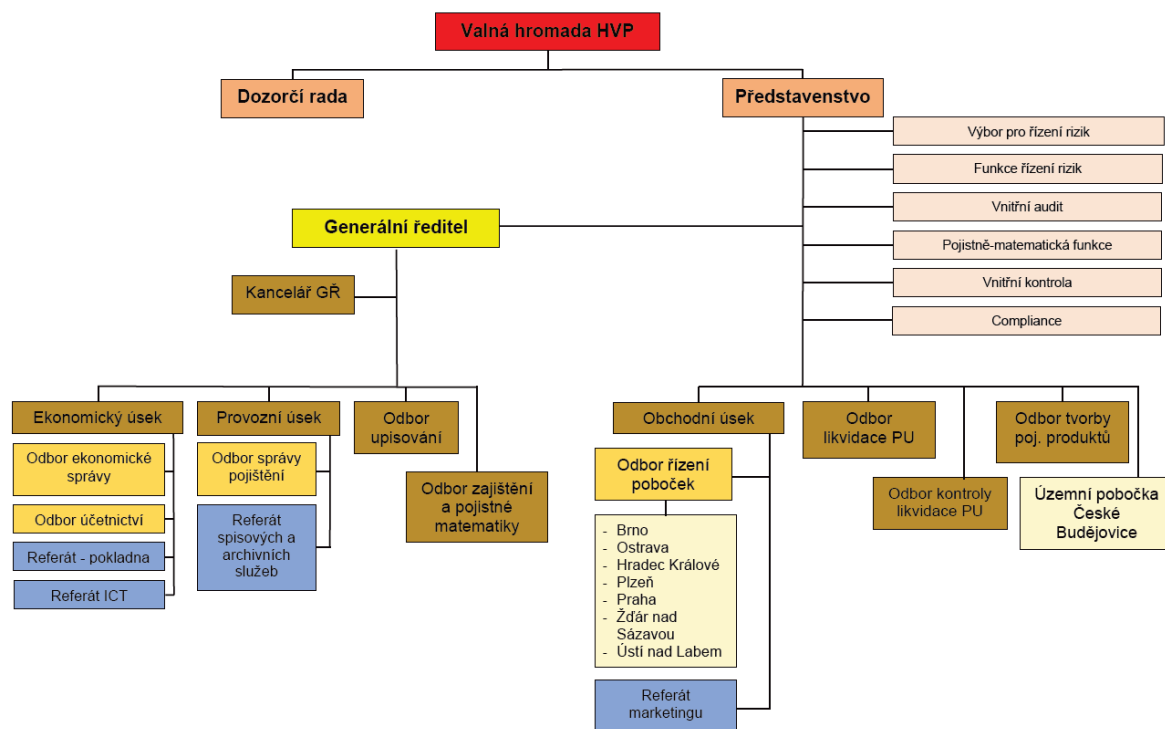 Valná hromada HVP
Dozorčí rada
Představenstvo
Výbor pro řízení rizik
Funkce řízení rizik
Vnitřní audit
Generální ředitel
Pojistně-matematická funkce
Kancelář GŘ
Vnitřní kontrola
Compliance
Ekonomický úsek
Odbor ekonomické
správy
Odbor účetnictví
Referát - pokladna
Referát ICT
Provozní úsek
Odbor správy
pojištění
Referát
spisových a
archivních
služeb
Odbor
upisování
Odbor zajištění
a pojistné
matematiky
Obchodní úsek
Odbor řízení
poboček
- Brno
- Ostrava
- Hradec Králové
- Plzeň
- Praha
- Žďár nad
Sázavou
- Ústí nad Labem
Referát
marketingu
Odbor
likvidace PU
Odbor kontroly
likvidace PU
Odbor tvorby
poj. produktů
Územní pobočka
České
Budějovice